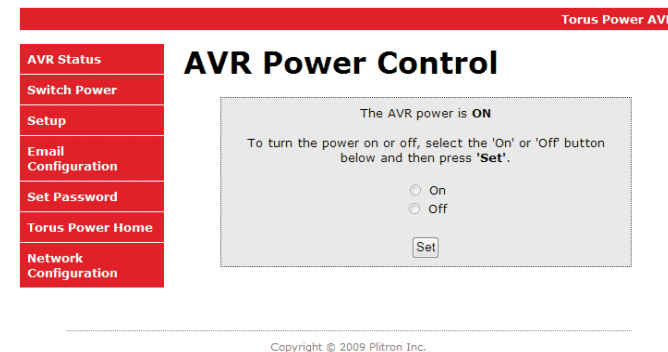 Torus Power AVR
AVR Status
Switch Power
Setup
Email
Configuration
Set Password
Torus Power Home
Network
Configuration
AVR Power Control
The AVR power is ON
To turn the power on or off, select the 'On' or 'Off' button
below and then press 'Set'.
On
Off
Set
Copyright © 2009 Plitron Inc.